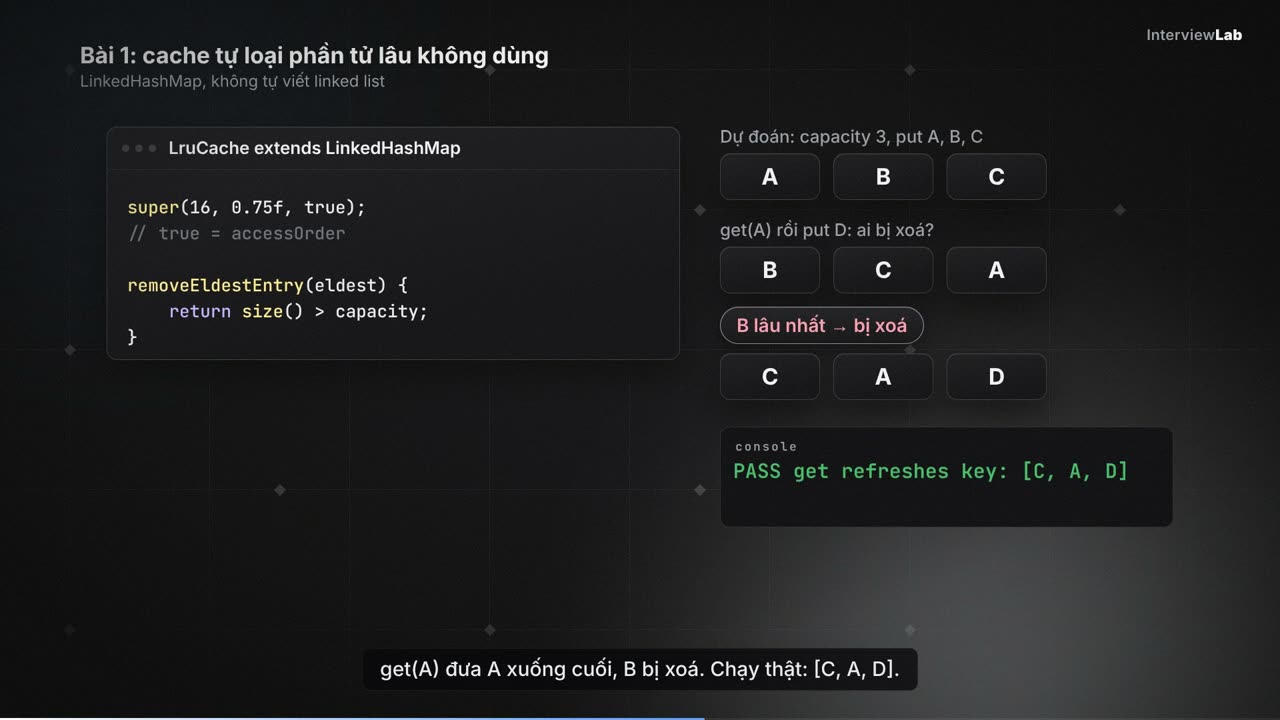 InterviewLab
Bài 1: cache tự loại phần tử lâu không dùng
LinkedHashMap, không tự viết linked list
LruCache extends LinkedHashMap
super(16, 0.75f, true);
// true = accessOrder
removeEldestEntry(eldest) {
return size() > capacity;
}
Dự đoán: capacity 3, put A, B, C
A B C
get(A) rồi put D: ai bị xoá?
B C A
B lâu nhất → bị xoá
C A D
console
PASS get refreshes key: [C, A, D]
get(A) đưa A xuống cuối, B bị xoá. Chạy thật: [C, A, D].